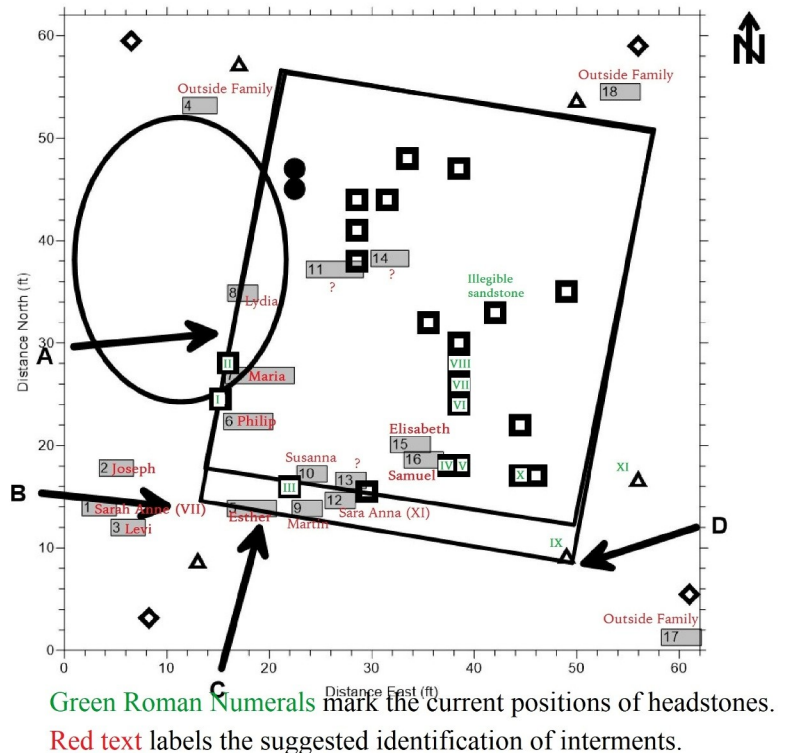 60
N
Outside Family
18
Outside Family
4
50
40
14
11
?
?
Illegible
sandstone
8
Lydia
Distance North (ft)
30
A
II
VIII
7 Maria
VII
I
VI
6 Philip
Elisabeth
20
15
Susanna
?
16
IV
V
2 Joseph
10
Samuel
X
XI
13
B
III
12
1 Sarah Anne (VII)
5
Esther
9
Martin
Sara Anna (XI)
D
3 Levi
10
IX
Outside Family
17
0
0
10
20
30
40
50
60
C
Distance East (ft)
Green Roman Numerals mark the current positions of headstones.
Red text labels the suggested identification of interments.